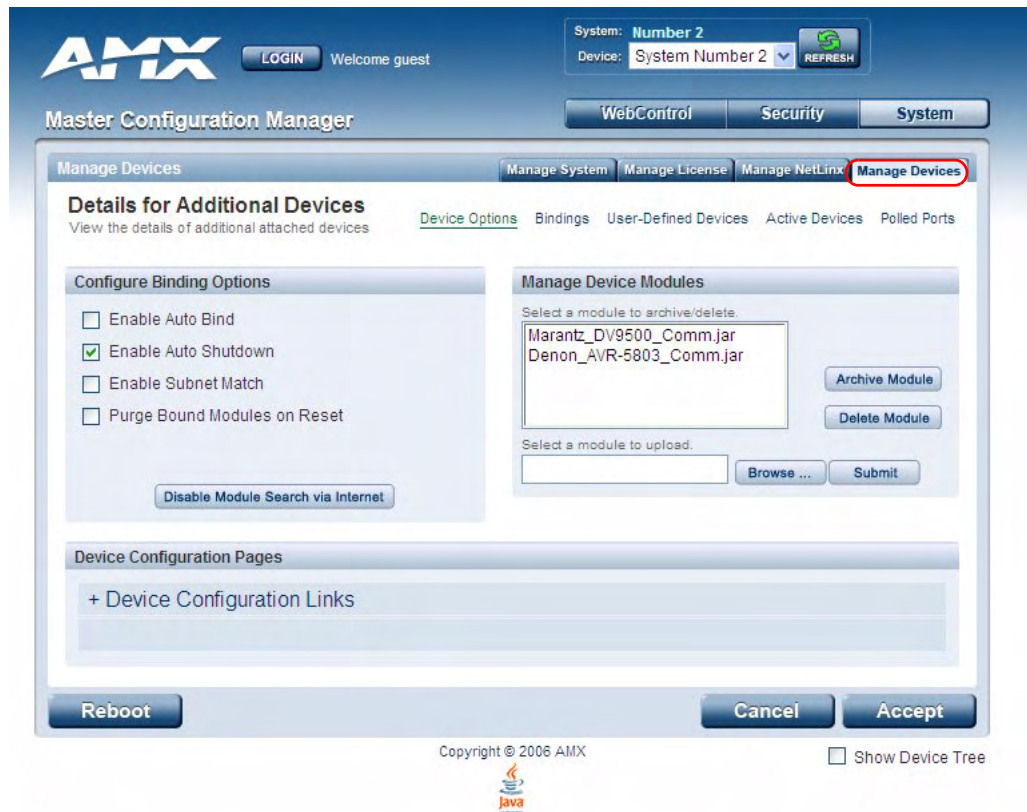 AMX
LOGIN
Welcome guest
System: Number 2
Device: System Number 2
REFRESH
Master Configuration Manager
WebControl
Security
System
Manage Devices
Manage System
Manage License
Manage NetLinx
Manage Devices
Details for Additional Devices
View the details of additional attached devices
Device Options
Bindings
User-Defined Devices
Active Devices
Polled Ports
Configure Binding Options
Enable Auto Bind
Enable Auto Shutdown
Enable Subnet Match
Purge Bound Modules on Reset
Disable Module Search via Internet
Manage Device Modules
Select a module to archive/delete.
Marantz_DV9500_Comm.jar
Denon_AVR-5803_Comm.jar
Archive Module
Delete Module
Select a module to upload.
Browse ...
Submit
Device Configuration Pages
+ Device Configuration Links
Reboot
Cancel
Accept
Copyright © 2006 AMX
Show Device Tree
Java